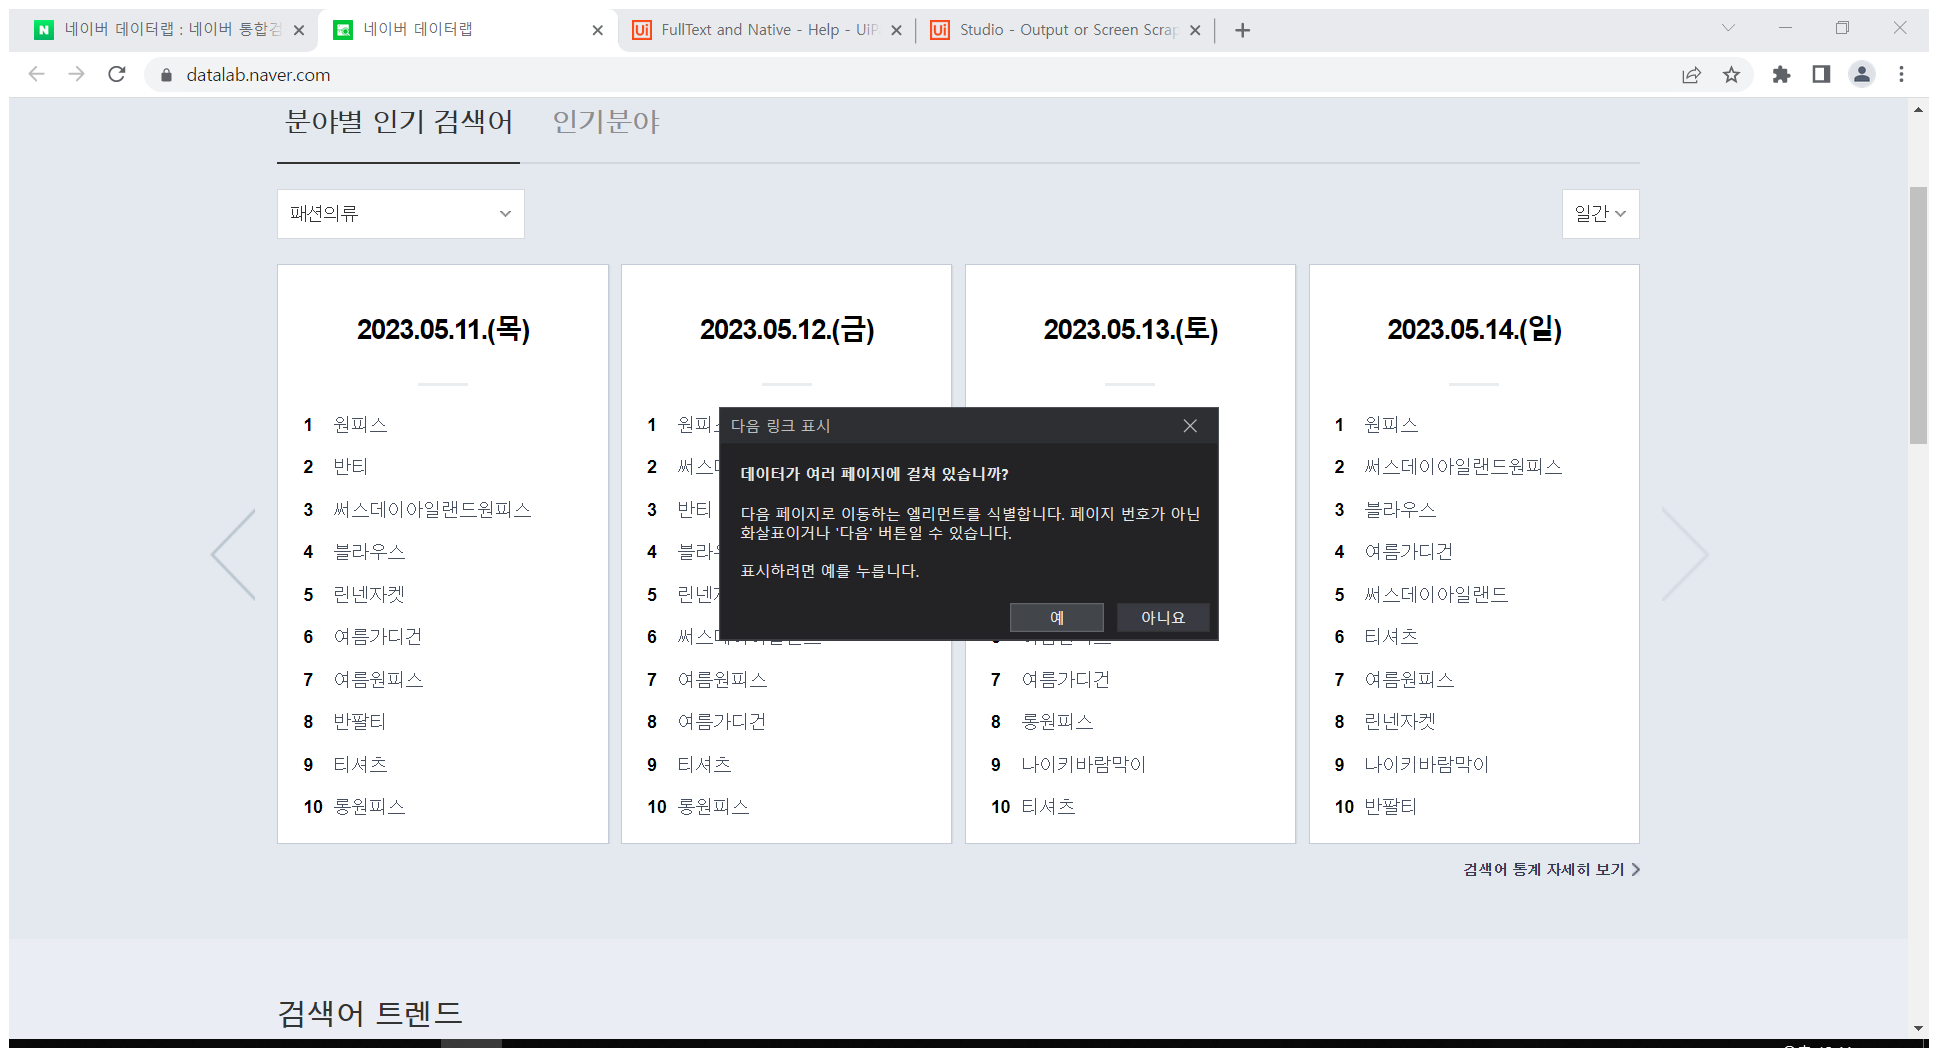 네이버 데이터랩 : 네이버 통합검
네이버 데이터랩
FullText and Native - Help - UiP
Studio - Output or Screen Scrap
datalab.naver.com
분야별 인기 검색어 인기분야
패션의류
일간
2023.05.11.(목)
1 원피스
2 반티
3 써스데이아일랜드원피스
4 블라우스
5 린넨자켓
6 여름가디건
7 여름원피스
8 반팔티
9 티셔츠
10 롱원피스
2023.05.12.(금)
1 원피
2 써스
3 반티
4 블라
5 린넨
6 써스
7 여름원피스
8 여름가디건
9 티셔츠
10 롱원피스
2023.05.13.(토)
7 여름가디건
8 롱원피스
9 나이키바람막이
10 티셔츠
2023.05.14.(일)
1 원피스
2 써스데이아일랜드원피스
3 블라우스
4 여름가디건
5 써스데이아일랜드
6 티셔츠
7 여름원피스
8 린넨자켓
9 나이키바람막이
10 반팔티
다음 링크 표시
데이터가 여러 페이지에 걸쳐 있습니까?
다음 페이지로 이동하는 엘리먼트를 식별합니다. 페이지 번호가 아닌
화살표이거나 '다음' 버튼일 수 있습니다.
표시하려면 예를 누릅니다.
예 아니요
검색어 통계 자세히 보기
검색어 트렌드